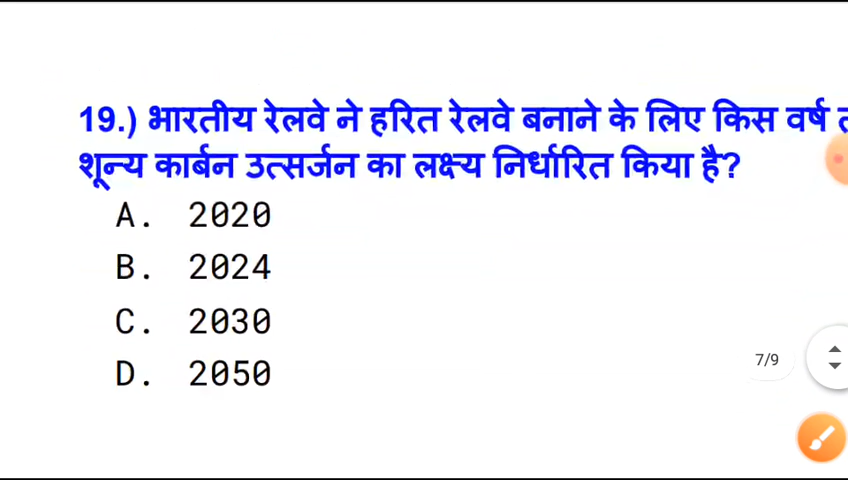 19.) भारतीय रेलवे ने हरित रेलवे बनाने के लिए किस वर्ष
शून्य कार्बन उत्सर्जन का लक्ष्य निर्धारित किया है?
A. 2020
B. 2024
C. 2030
D. 2050
7/9